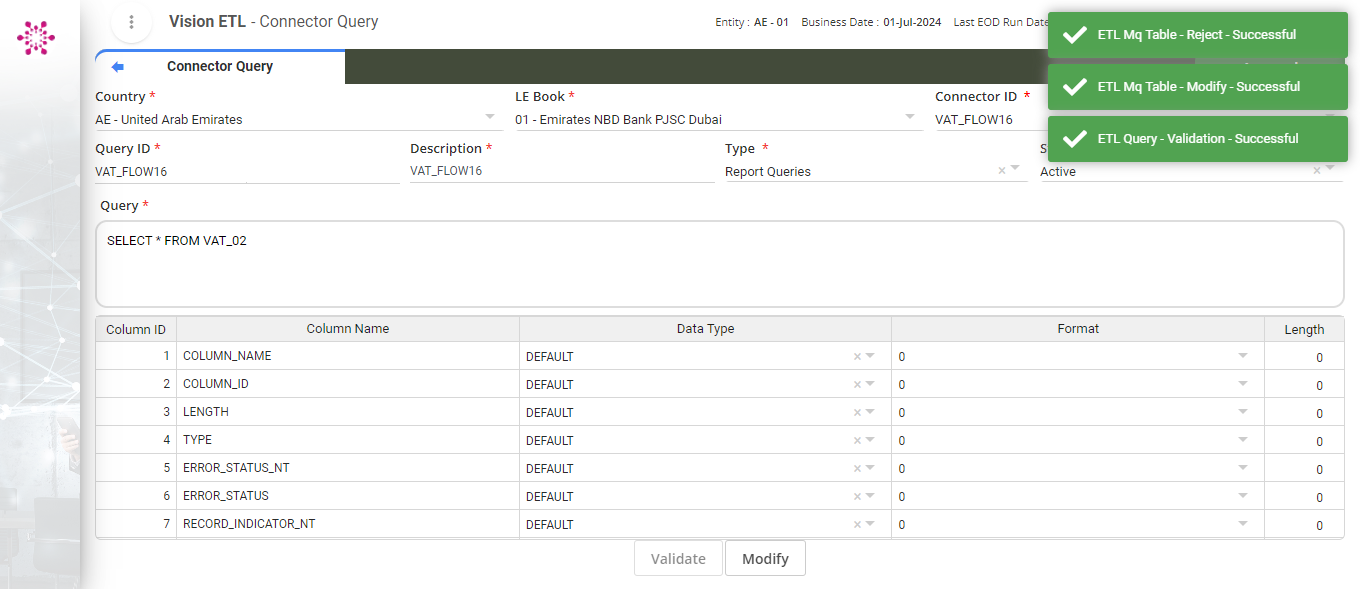 Vision ETL - Connector Query
Entity : AE - 01 Business Date : 01-Jul-2024 Last EOD Run Date
ETL Mq Table - Reject - Successful
ETL Mq Table - Modify - Successful
ETL Query - Validation - Successful
Connector Query
Country *
LE Book *
Connector ID *
AE - United Arab Emirates
01 - Emirates NBD Bank PJSC Dubai
VAT_FLOW16
Query ID *
Description *
Type *
VAT_FLOW16
VAT_FLOW16
Report Queries
Active
Query *
SELECT * FROM VAT_02
Column ID Column Name Data Type Format Length
1 COLUMN_NAME DEFAULT 0 0
2 COLUMN_ID DEFAULT 0 0
3 LENGTH DEFAULT 0 0
4 TYPE DEFAULT 0 0
5 ERROR_STATUS_NT DEFAULT 0 0
6 ERROR_STATUS DEFAULT 0 0
7 RECORD_INDICATOR_NT DEFAULT 0 0
Validate Modify